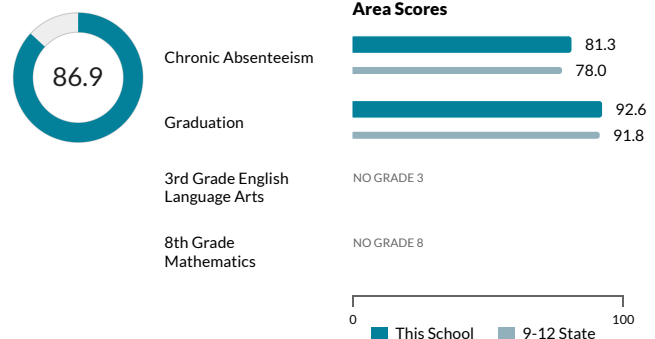 Area Scores
86.9
Chronic Absenteeism
81.3
78.0
Graduation
92.6
91.8
3rd Grade English
Language Arts
NO GRADE 3
8th Grade
Mathematics
NO GRADE 8
0
100
This School
9-12 State